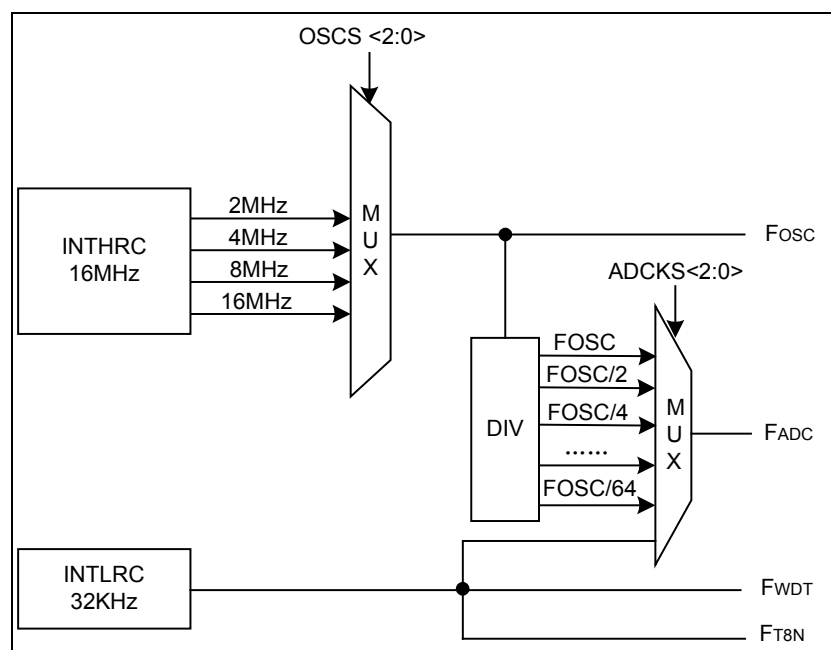 OSCS <2:0>
INTHRC
16MHz
2MHz
4MHz
8MHz
16MHz
M
U
X
FOSC
ADCKS<2:0>
DIV
FOSC
FOSC/2
FOSC/4
......
FOSC/64
M
U
X
FADC
INTLRC
32KHz
FWDT
FT8N